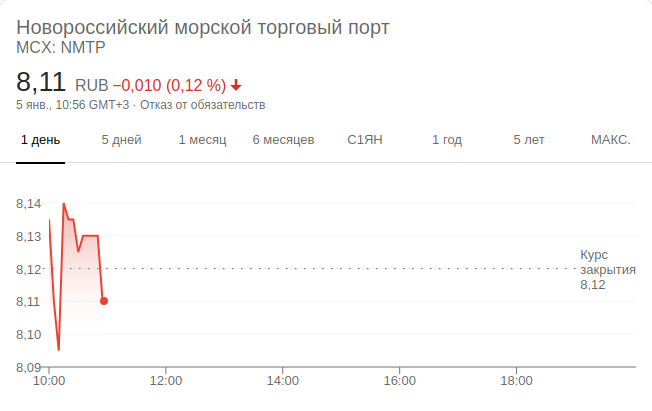 Новороссийский морской торговый порт
MCX: NMTP
8,11 RUB −0,010 (0,12 %)
5 янв., 10:56 GMT+3 · Отказ от обязательств
1 день 5 дней 1 месяц 6 месяцев С1ЯН 1 год 5 лет МАКС.
8,14
8,13
Курс
закрытия
8,12
8,12
8,11
8,10
8,09
10:00 12:00 14:00 16:00 18:00